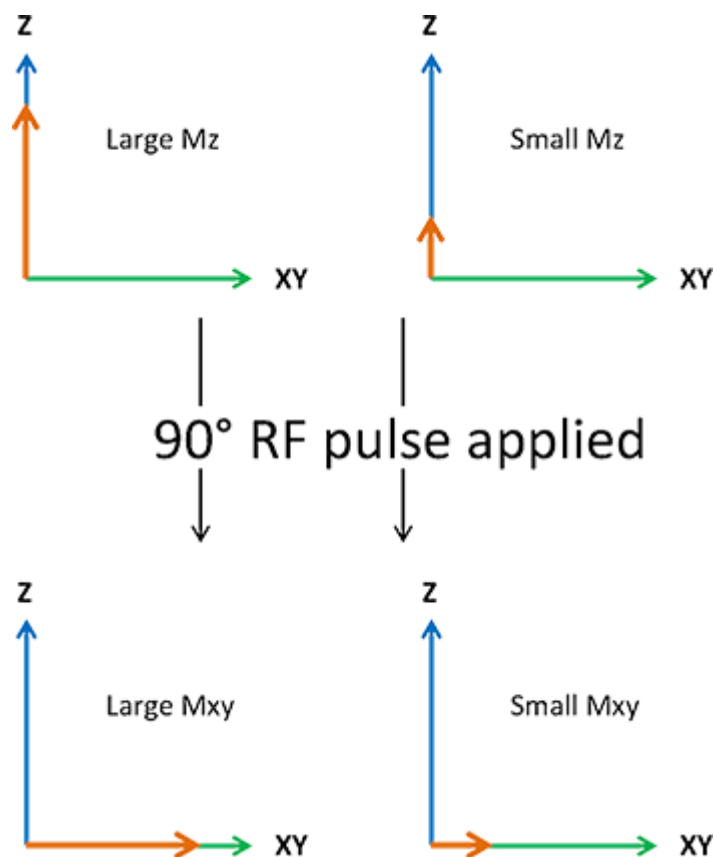 Z
Z
Large Mz
Small Mz
XY
XY
90° RF pulse applied
Z
Z
Large Mxy
Small Mxy
XY
XY